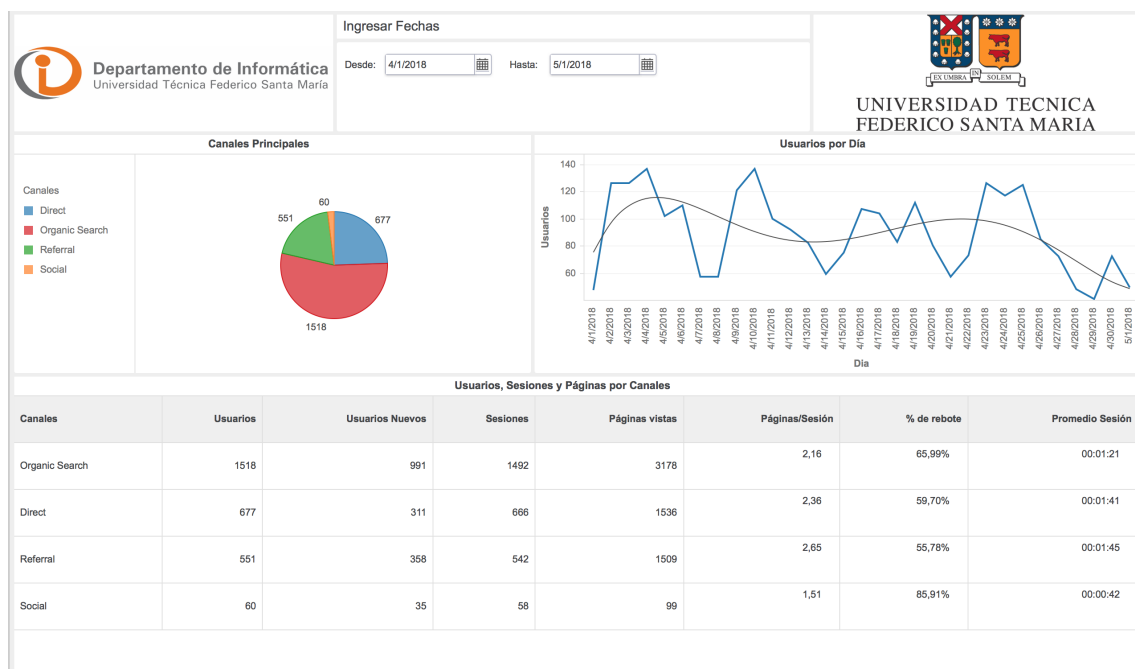 Ingresar Fechas
Departamento de Informática
Universidad Técnica Federico Santa María
Desde: 4/1/2018 Hasta: 5/1/2018
EX UMBRA IN SOLEM
UNIVERSIDAD TECNICA
FEDERICO SANTA MARIA
Canales Principales
Canales
Direct
Organic Search
Referral
Social
60
551
677
1518
Usuarios por Día
Usuarios
140
120
100
80
60
4/1/2018
4/2/2018
4/3/2018
4/4/2018
4/5/2018
4/6/2018
4/7/2018
4/8/2018
4/9/2018
4/10/2018
4/11/2018
4/12/2018
4/13/2018
4/14/2018
4/15/2018
4/16/2018
4/17/2018
4/18/2018
4/19/2018
4/20/2018
4/21/2018
4/22/2018
4/23/2018
4/24/2018
4/25/2018
4/26/2018
4/27/2018
4/28/2018
4/29/2018
4/30/2018
5/1/2018
Dia
Usuarios, Sesiones y Páginas por Canales
Canales Usuarios Usuarios Nuevos Sesiones Páginas vistas Páginas/Sesión % de rebote Promedio Sesión
Organic Search 1518 991 1492 3178 2,16 65,99% 00:01:21
Direct 677 311 666 1536 2,36 59,70% 00:01:41
Referral 551 358 542 1509 2,65 55,78% 00:01:45
Social 60 35 58 99 1,51 85,91% 00:00:42